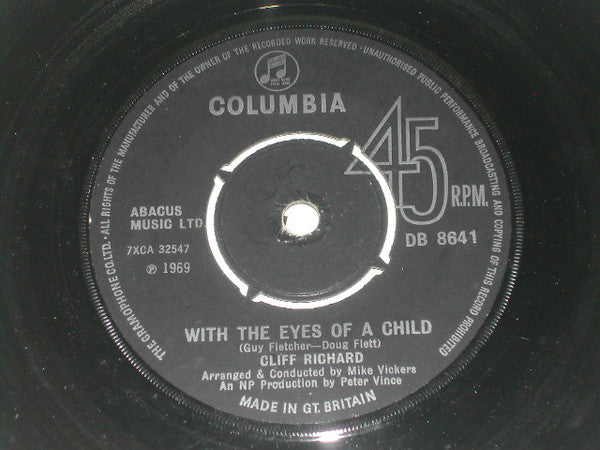 THE GRAMOPHONE CO. LTD. · ALL RIGHTS OF THE MANUFACTURER AND OF THE OWNER OF THE RECORDED WORK RESERVED · UNAUTHORISED PUBLIC PERFORMANCE BROADCASTING AND COPYING OF THIS RECORD PROHIBITED
COLUMBIA
45
R.P.M.
ABACUS
MUSIC LTD.
7XCA 32547
℗ 1969
DB 8641
WITH THE EYES OF A CHILD
(Guy Fletcher—Doug Flett)
CLIFF RICHARD
Arranged & Conducted by Mike Vickers
An NP Production by Peter Vince
MADE IN GT. BRITAIN